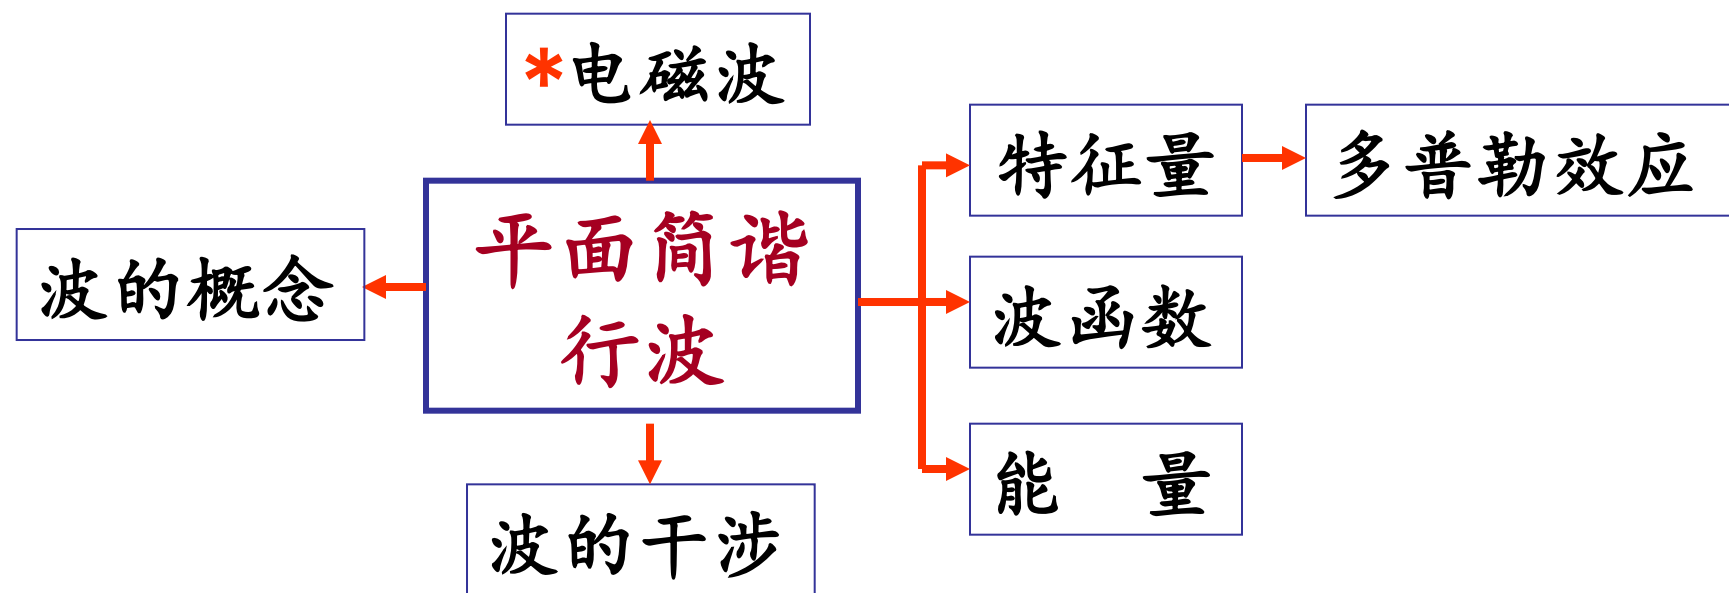 *电磁波
特征量
多普勒效应
平面简谐
行波
波的概念
波函数
能 量
波的干涉